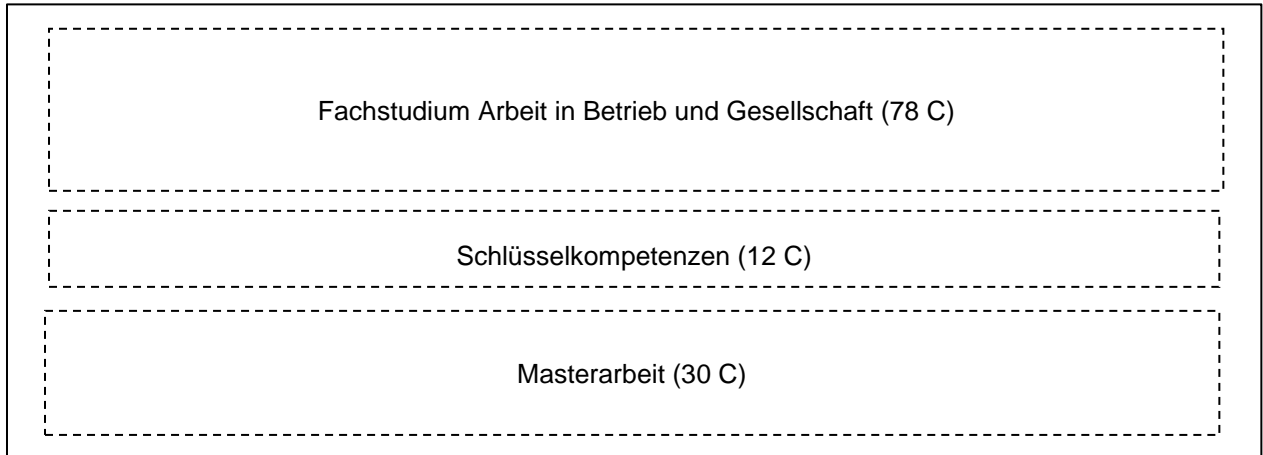 Fachstudium Arbeit in Betrieb und Gesellschaft (78 C)
Schlüsselkompetenzen (12 C)
Masterarbeit (30 C)